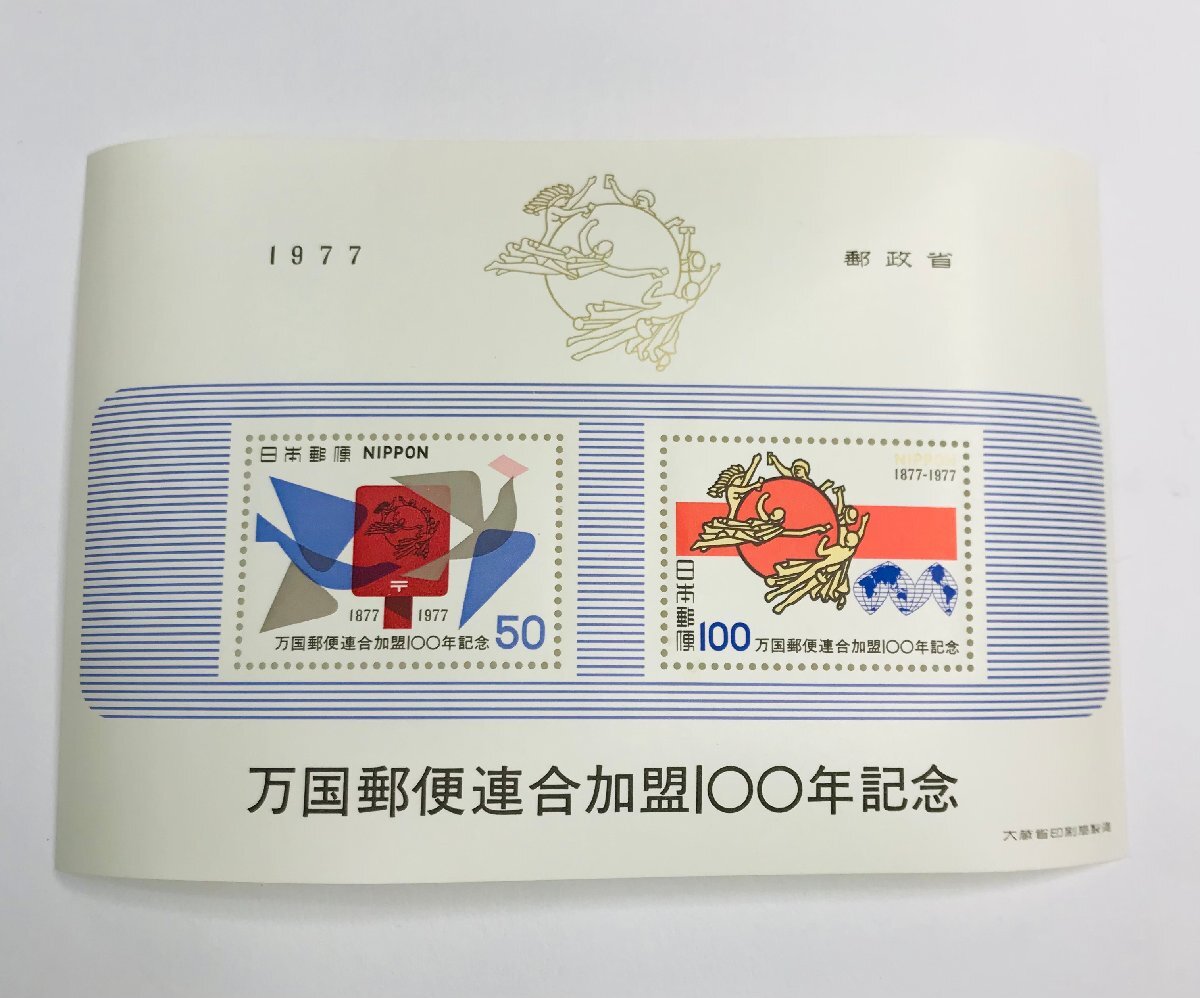 1977
郵政省
日本郵便 NIPPON
〒
1877 1977
万国郵便連合加盟100年記念 50
NIPPON
1877-1977
日本郵便
100 万国郵便連合加盟100年記念
万国郵便連合加盟100年記念
大蔵省印刷局製造